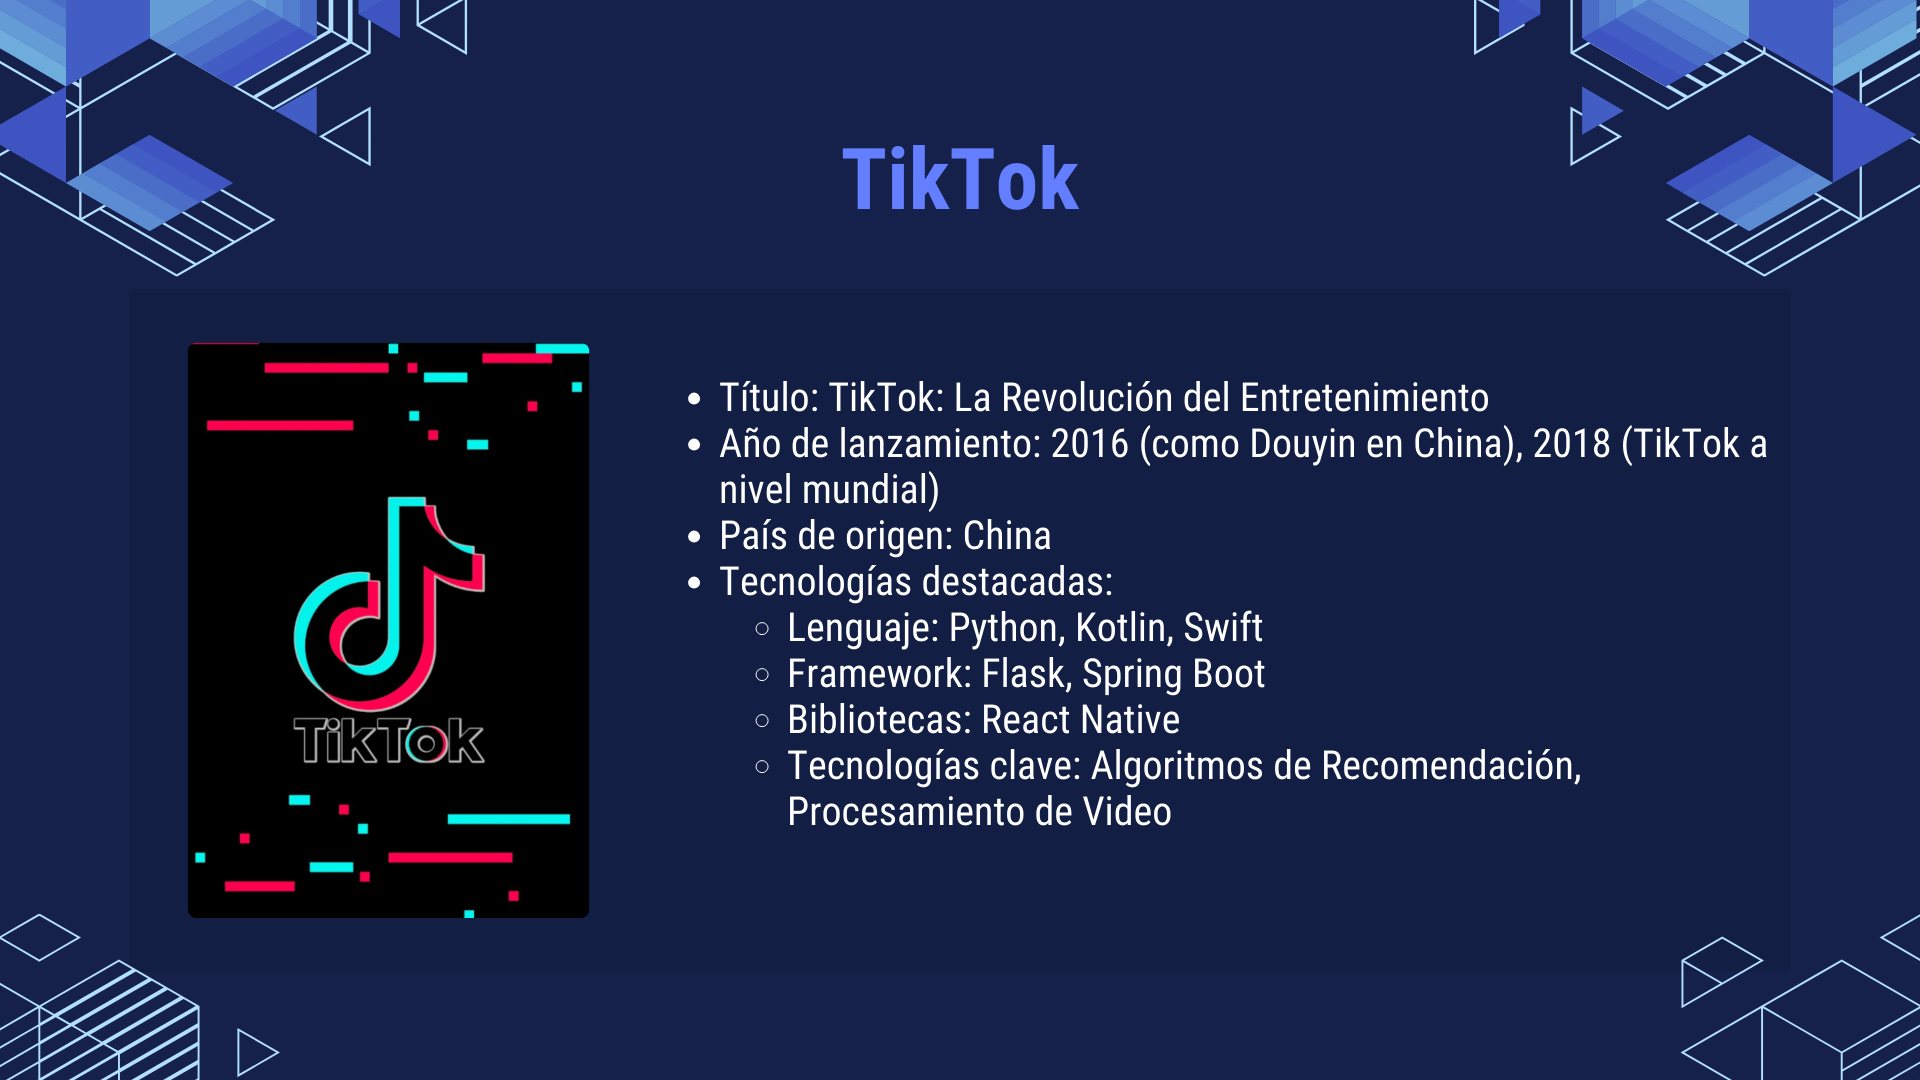 TikTok
TikTok
Título: TikTok: La Revolución del Entretenimiento
Año de lanzamiento: 2016 (como Douyin en China), 2018 (TikTok a
nivel mundial)
País de origen: China
Tecnologías destacadas:
Lenguaje: Python, Kotlin, Swift
Framework: Flask, Spring Boot
Bibliotecas: React Native
Tecnologías clave: Algoritmos de Recomendación,
Procesamiento de Video